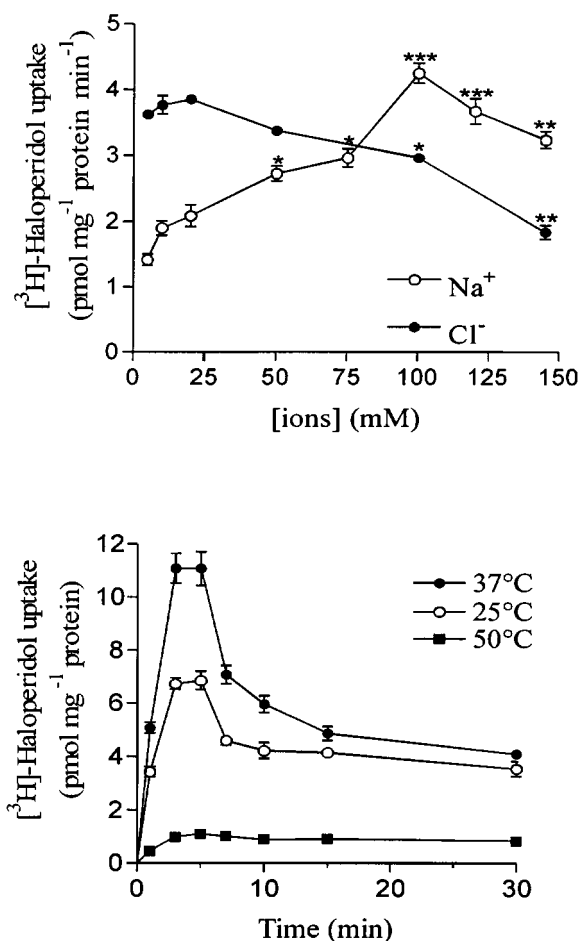 [³H]-Haloperidol uptake
(pmol mg⁻¹ protein min⁻¹)
5
4
3
2
1
0
***
***
**
*
*
*
**
Na⁺
Cl⁻
0 25 50 75 100 125 150
[ions] (mM)
[³H]-Haloperidol uptake
(pmol mg⁻¹ protein)
12
10
8
6
4
2
0
37°C
25°C
50°C
0 10 20 30
Time (min)